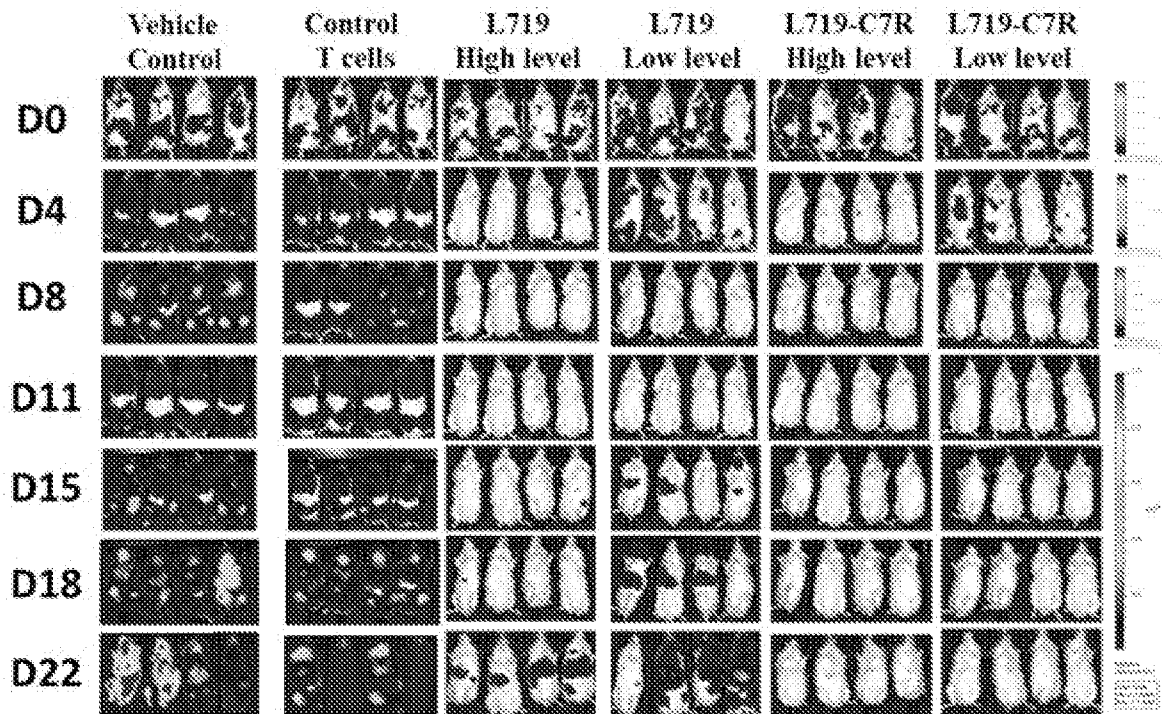 Vehicle Control L719 L719 L719-C7R L719-C7R
Control T cells High level Low level High level Low level
D0
D4
D8
D11
D15
D18
D22